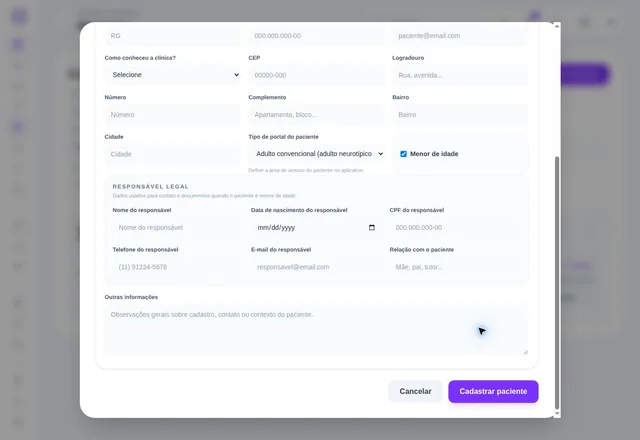 RG
000.000.000-00
paciente@email.com
Como conheceu a clínica?
CEP
Logradouro
Selecione
00000-000
Rua, avenida...
Número
Complemento
Bairro
Número
Apartamento, bloco...
Bairro
Cidade
Tipo de portal do paciente
Cidade
Adulto convencional (adulto neurotípico
Menor de idade
Define a área de acesso do paciente no aplicativo.
RESPONSÁVEL LEGAL
Dados usados para contato e documentos quando o paciente é menor de idade.
Nome do responsável
Data de nascimento do responsável
CPF do responsável
Nome do responsável
mm/dd/yyyy
000.000.000-00
Telefone do responsável
E-mail do responsável
Relação com o paciente
(11) 91234-5678
responsavel@email.com
Mãe, pai, tutor...
Outras informações
Observações gerais sobre cadastro, contato ou contexto do paciente.
Cancelar
Cadastrar paciente